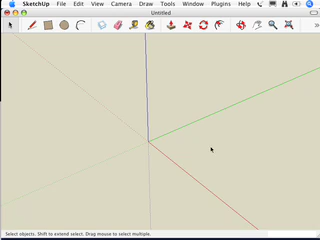 SketchUp File Edit View Camera Draw Tools Window Plugins Help
Untitled
Select objects. Shift to extend select. Drag mouse to select multiple.